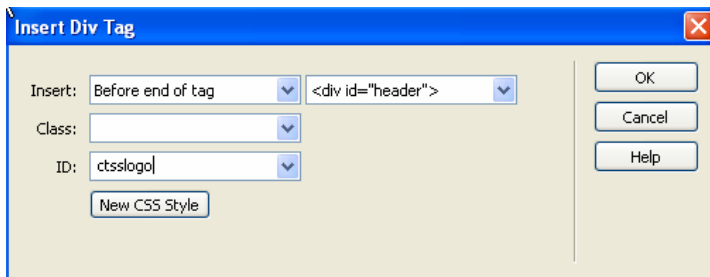 Insert Div Tag
Insert: Before end of tag <div id="header"> OK
Class: Cancel
ID: ctsslogo Help
New CSS Style